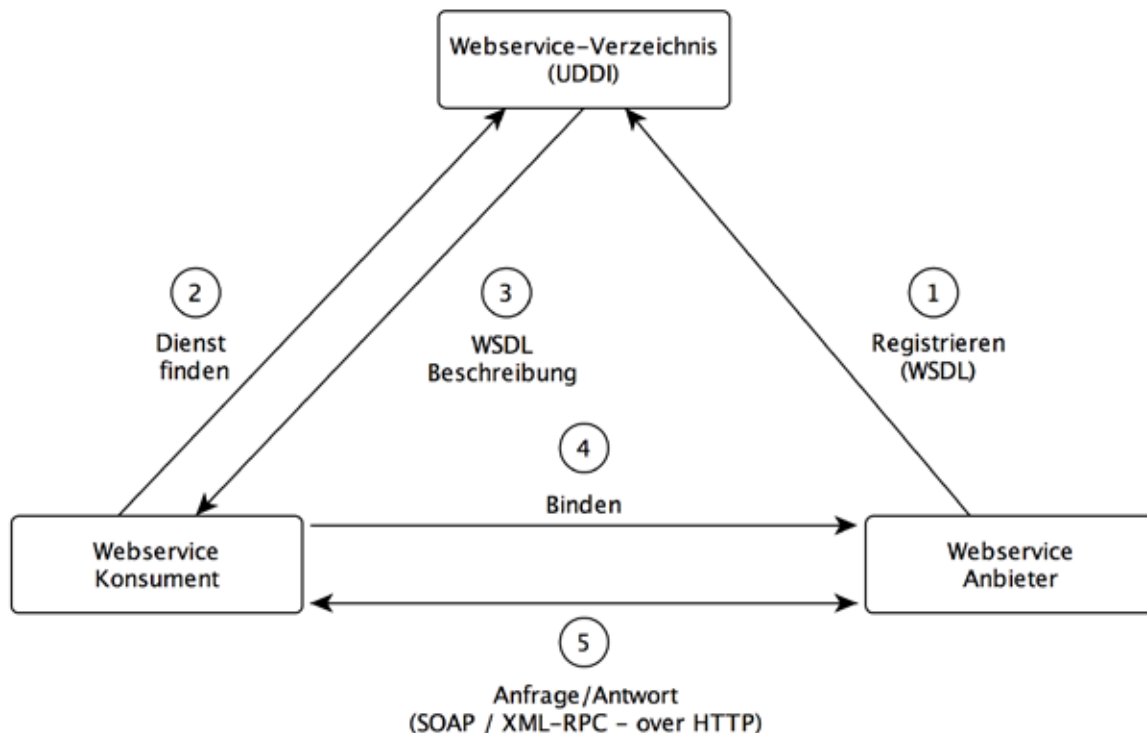 Webservice-Verzeichnis
(UDDI)
2
Dienst
finden
3
WSDL
Beschreibung
1
Registrieren
(WSDL)
4
Binden
Webservice
Konsument
Webservice
Anbieter
5
Anfrage/Antwort
(SOAP / XML-RPC - over HTTP)